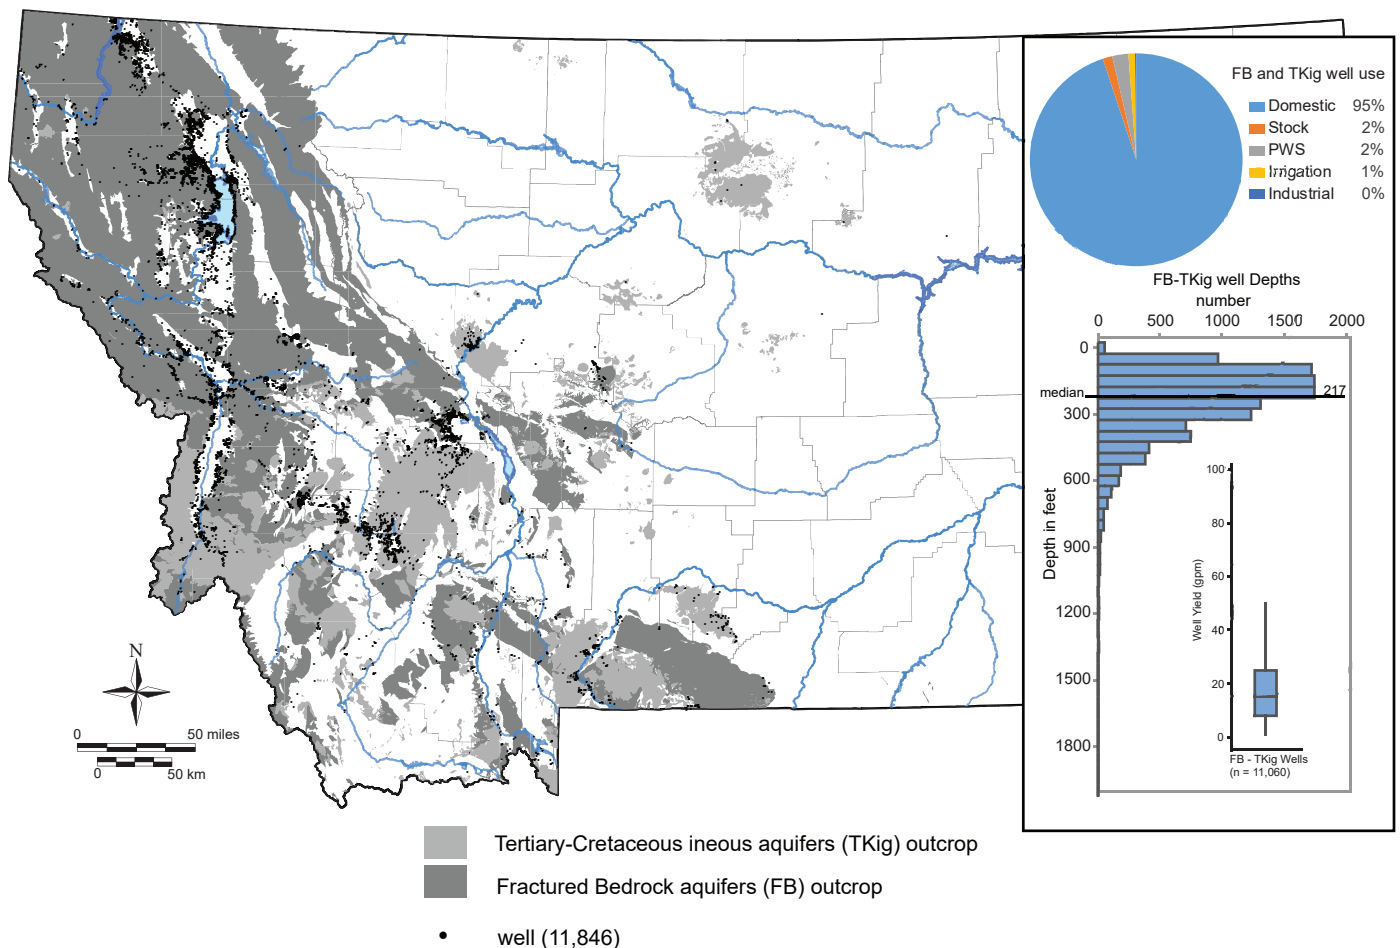 FB and TKig well use
Domestic 95%
Stock 2%
PWS 2%
Irrigation 1%
Industrial 0%
FB-TKig well Depths
number
0 500 1000 1500 2000
0
median 217
300
600
900
1200
1500
1800
Depth in feet
100
80
60
40
20
0
Well Yield (gpm)
FB - TKig Wells
(n = 11,060)
N
0 50 miles
0 50 km
Tertiary-Cretaceous ineous aquifers (TKig) outcrop
Fractured Bedrock aquifers (FB) outcrop
well (11,846)